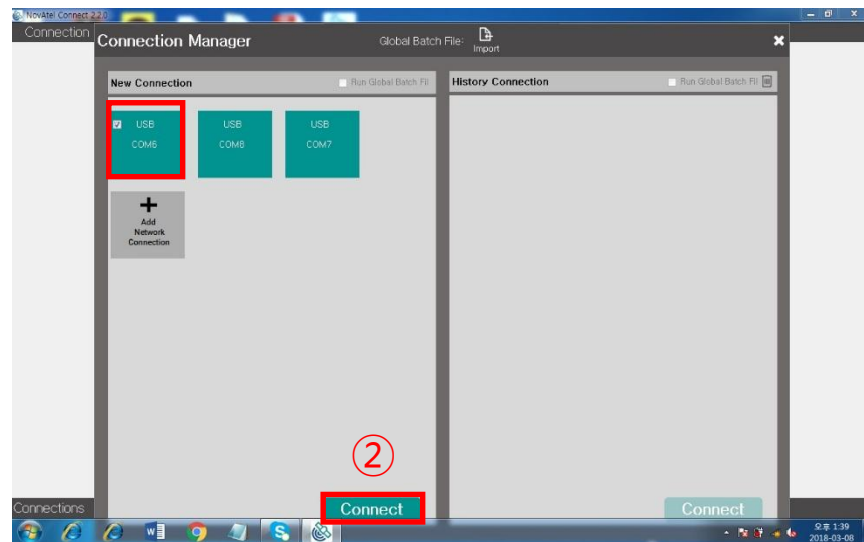 NovAtel Connect 2.2.0
Connection
Connection Manager
Global Batch File:
Import
New Connection
Run Global Batch Fil
History Connection
Run Global Batch Fil
USB
COM6
USB
COM8
USB
COM7
Add
Network
Connection
②
Connect
Connect
Connections
오후 1:39
2018-03-08